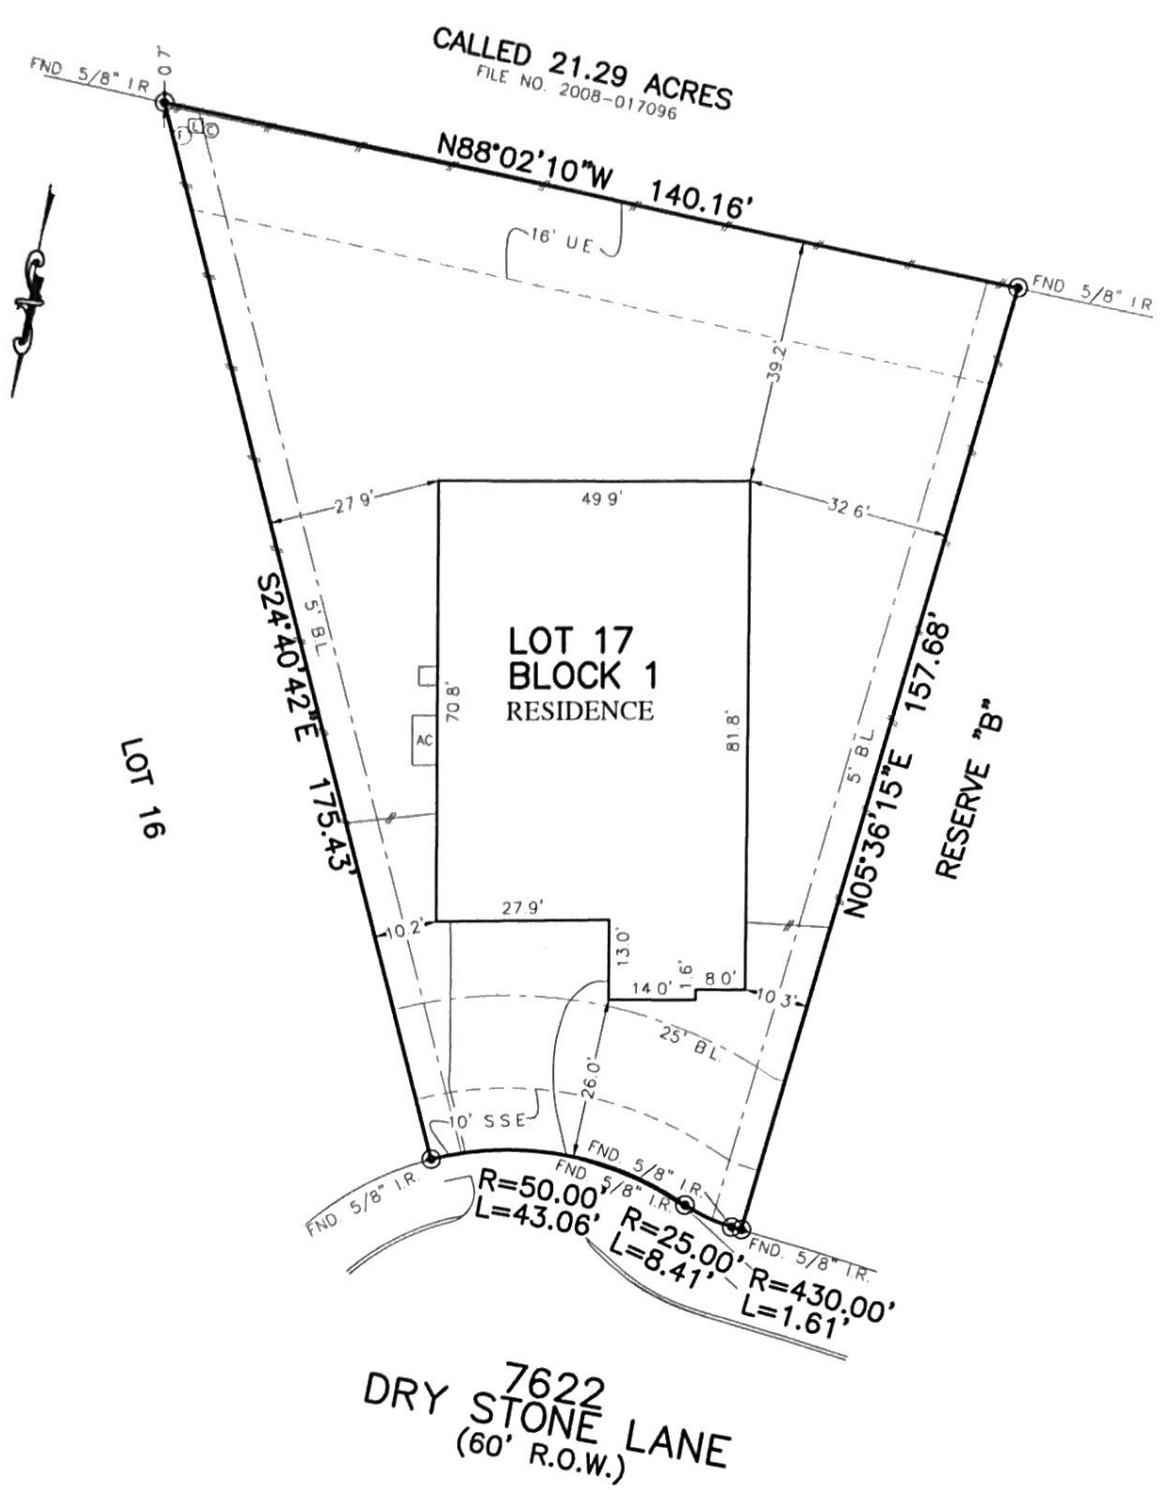 CALLED 21.29 ACRES
FILE NO. 2008-017096
0.7
FND 5/8" I R
F L C
N88°02'10"W 140.16'
16' U E
FND 5/8" I R
39.2'
27 9'
49 9'
32 6'
S24°40'42"E 175.43'
5' B L
LOT 17
BLOCK 1
RESIDENCE
70.8'
81.8'
AC
5' B L.
N05°36'15"E 157.68'
RESERVE "B"
LOT 16
10.2'
27.9'
13.0'
14 0'
1.6'
8 0'
10 3'
25' B L.
26.0'
10' S S E
FND. 5/8" I.R.
FND. 5/8" I.R.
FND 5/8" I.R.
FND. 5/8" I.R.
R=50.00'
L=43.06'
R=25.00'
L=8.41'
R=430.00'
L=1.61'
7622
DRY STONE LANE
(60' R.O.W.)